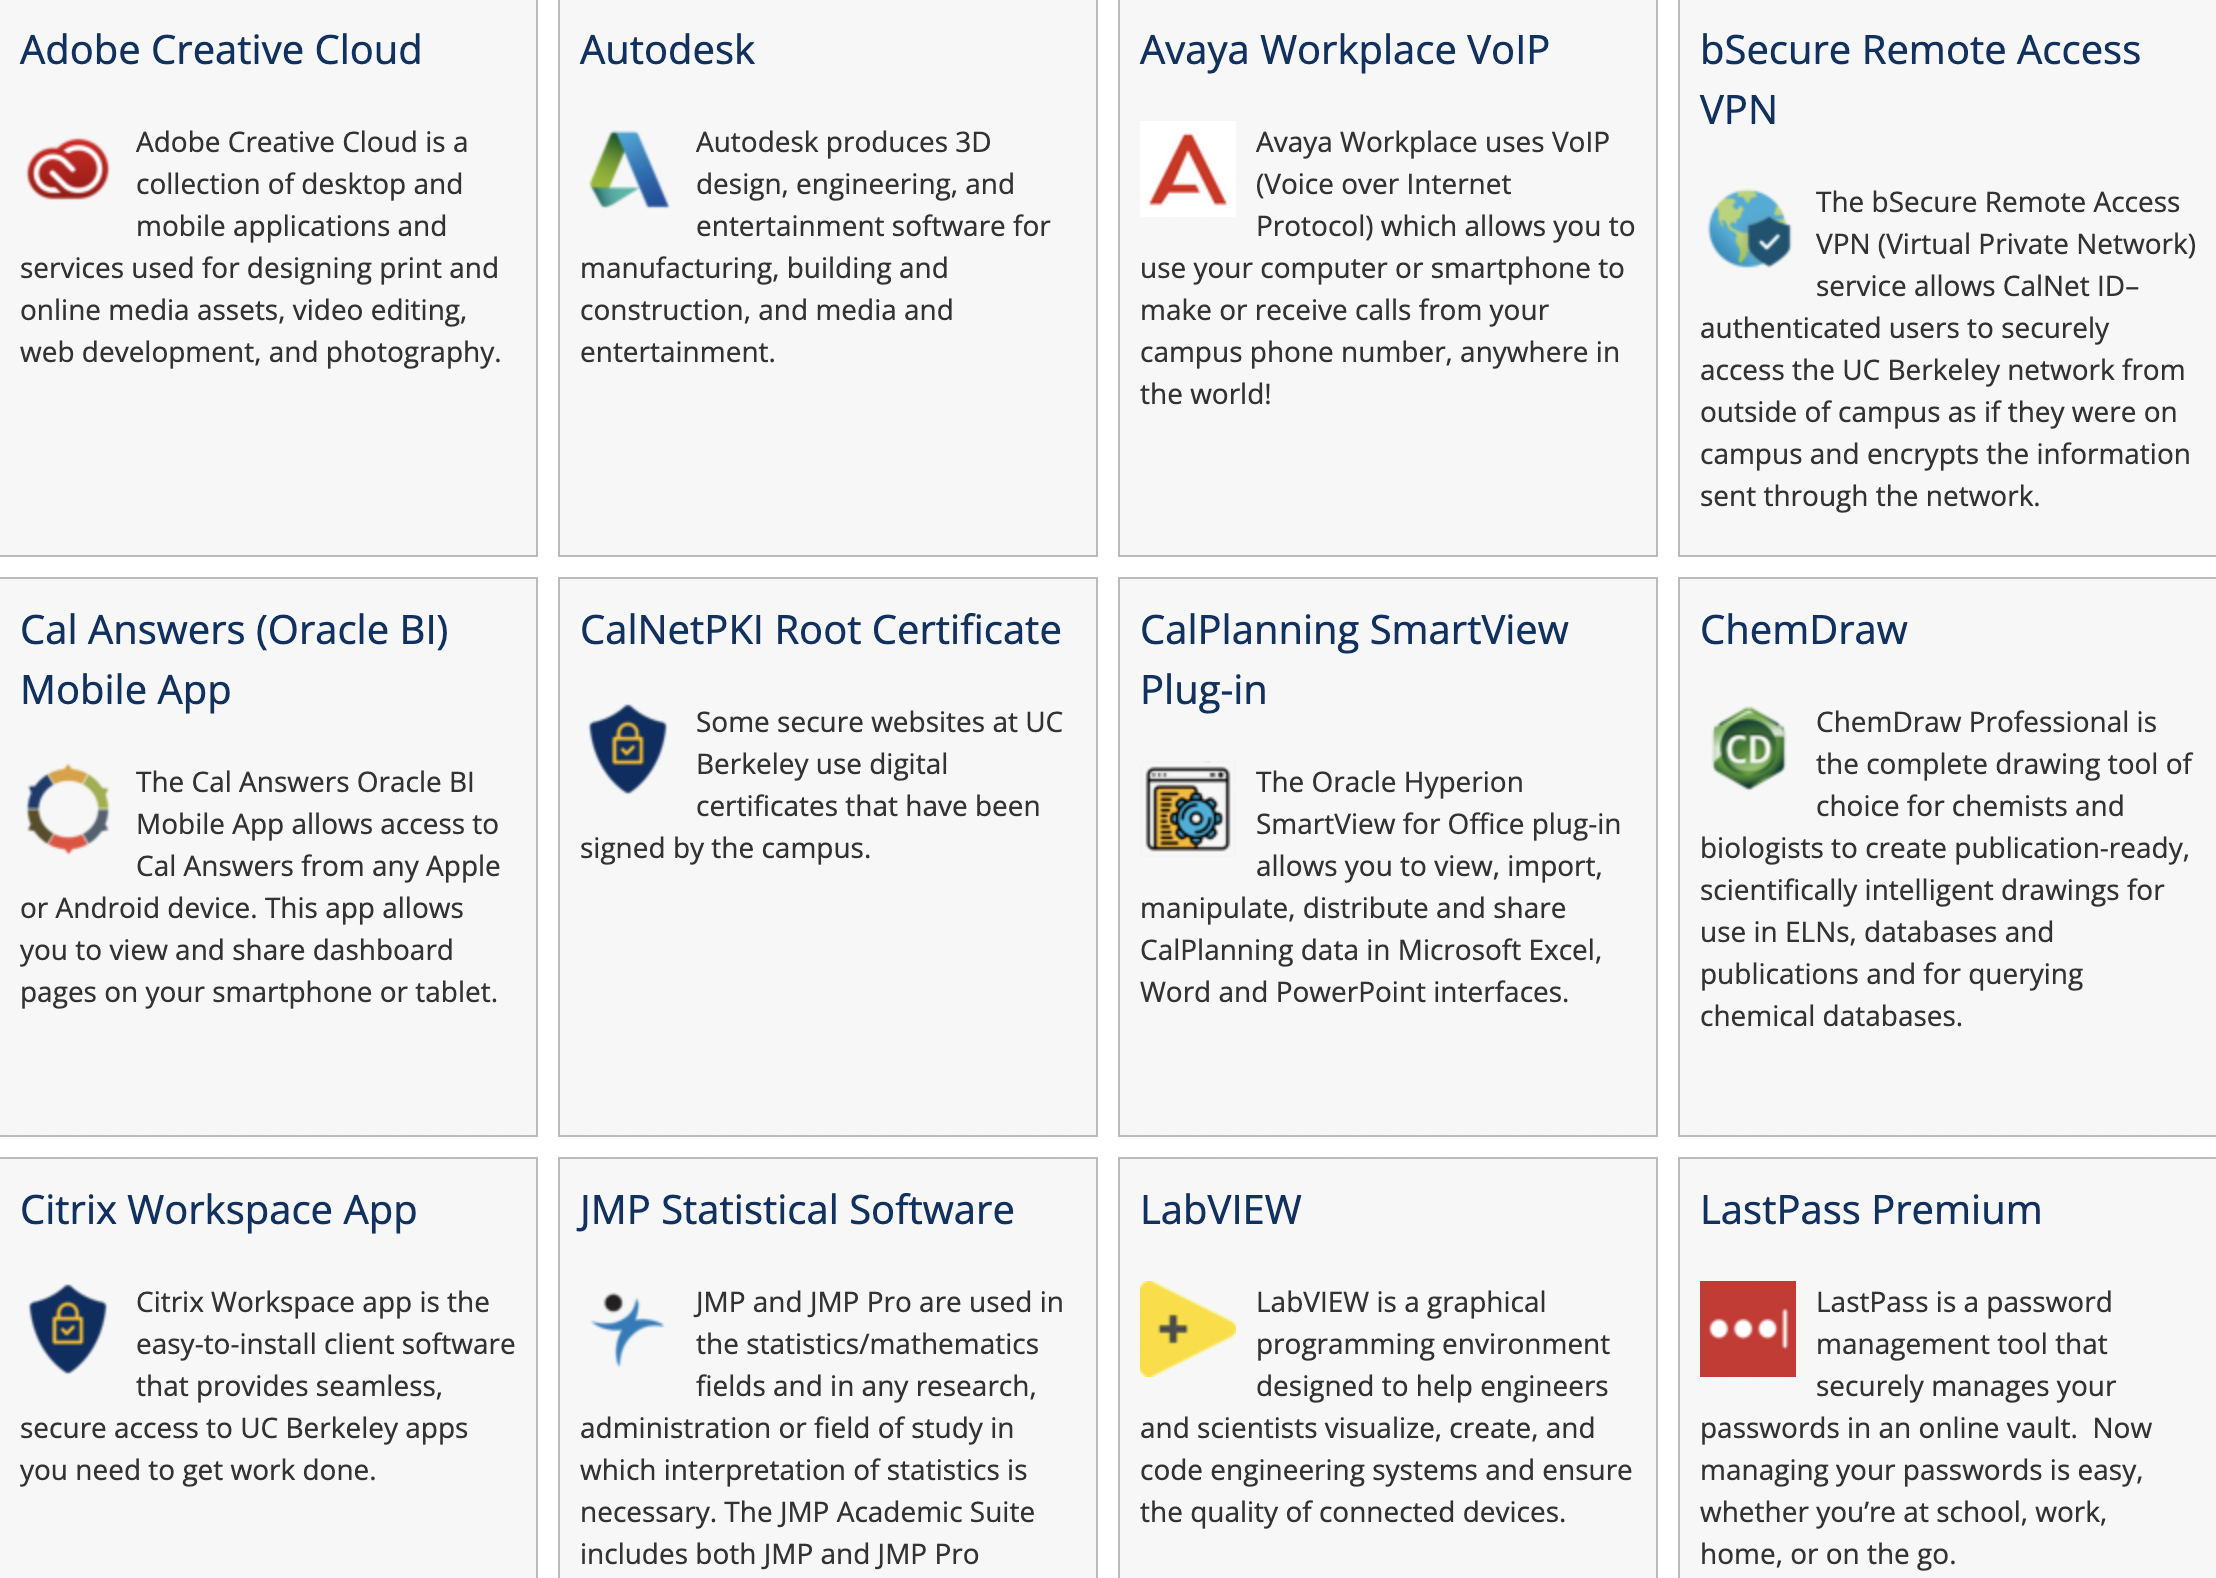 Adobe Creative Cloud
Adobe Creative Cloud is a
collection of desktop and
mobile applications and
services used for designing print and
online media assets, video editing,
web development, and photography.
Autodesk
Autodesk produces 3D
design, engineering, and
entertainment software for
manufacturing, building and
construction, and media and
entertainment.
Avaya Workplace VoIP
Avaya Workplace uses VoIP
(Voice over Internet
Protocol) which allows you to
use your computer or smartphone to
make or receive calls from your
campus phone number, anywhere in
the world!
bSecure Remote Access
VPN
The bSecure Remote Access
VPN (Virtual Private Network)
service allows CalNet ID–
authenticated users to securely
access the UC Berkeley network from
outside of campus as if they were on
campus and encrypts the information
sent through the network.
Cal Answers (Oracle BI)
Mobile App
The Cal Answers Oracle BI
Mobile App allows access to
Cal Answers from any Apple
or Android device. This app allows
you to view and share dashboard
pages on your smartphone or tablet.
CalNetPKI Root Certificate
Some secure websites at UC
Berkeley use digital
certificates that have been
signed by the campus.
CalPlanning SmartView
Plug-in
The Oracle Hyperion
SmartView for Office plug-in
allows you to view, import,
manipulate, distribute and share
CalPlanning data in Microsoft Excel,
Word and PowerPoint interfaces.
ChemDraw
CD
ChemDraw Professional is
the complete drawing tool of
choice for chemists and
biologists to create publication-ready,
scientifically intelligent drawings for
use in ELNs, databases and
publications and for querying
chemical databases.
Citrix Workspace App
Citrix Workspace app is the
easy-to-install client software
that provides seamless,
secure access to UC Berkeley apps
you need to get work done.
JMP Statistical Software
JMP and JMP Pro are used in
the statistics/mathematics
fields and in any research,
administration or field of study in
which interpretation of statistics is
necessary. The JMP Academic Suite
includes both JMP and JMP Pro
LabVIEW
LabVIEW is a graphical
programming environment
designed to help engineers
and scientists visualize, create, and
code engineering systems and ensure
the quality of connected devices.
LastPass Premium
LastPass is a password
management tool that
securely manages your
passwords in an online vault.  Now
managing your passwords is easy,
whether you’re at school, work,
home, or on the go.